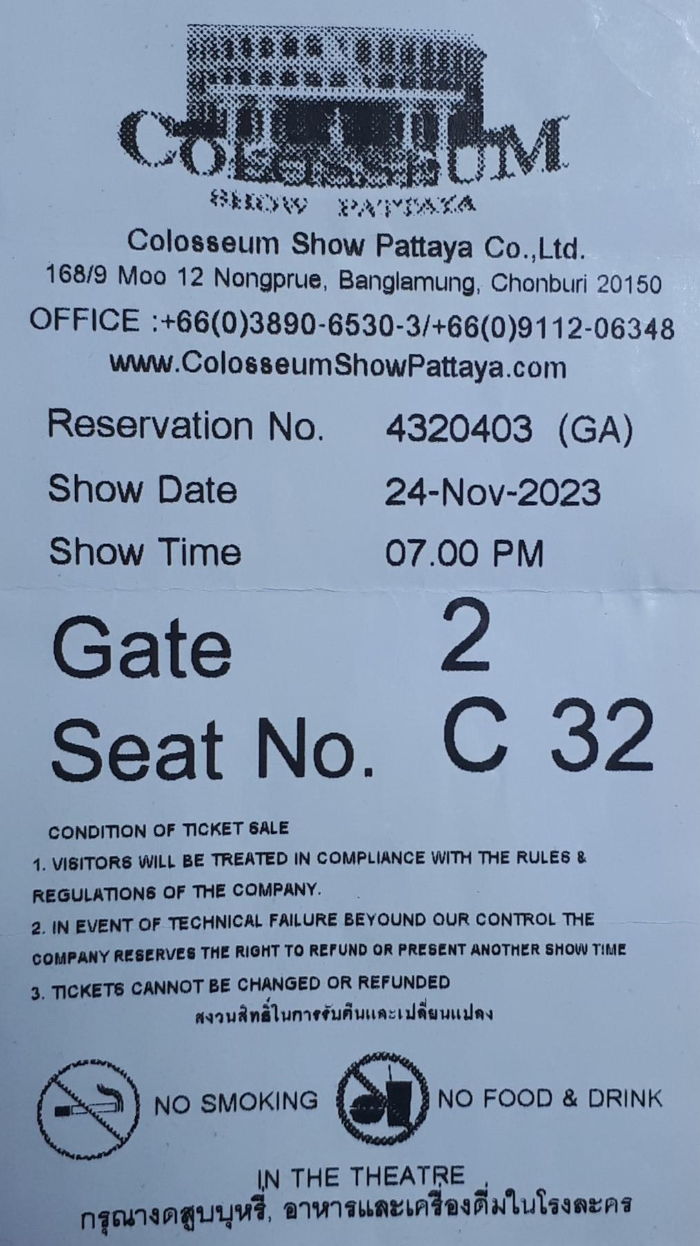 COLOSSEUM
SHOW PATTAYA
Colosseum Show Pattaya Co.,Ltd.
168/9 Moo 12 Nongprue, Banglamung, Chonburi 20150
OFFICE :+66(0)3890-6530-3/+66(0)9112-06348
www.ColosseumShowPattaya.com
Reservation No. 4320403 (GA)
Show Date 24-Nov-2023
Show Time 07.00 PM
Gate 2
Seat No. C 32
CONDITION OF TICKET SALE
1. VISITORS WILL BE TREATED IN COMPLIANCE WITH THE RULES &
REGULATIONS OF THE COMPANY.
2. IN EVENT OF TECHNICAL FAILURE BEYOUND OUR CONTROL THE
COMPANY RESERVES THE RIGHT TO REFUND OR PRESENT ANOTHER SHOW TIME
3. TICKETS CANNOT BE CHANGED OR REFUNDED
สงวนสิทธิ์ในการรับคืนและเปลี่ยนแปลง
NO SMOKING NO FOOD & DRINK
IN THE THEATRE
กรุณางดสูบบุหรี่, อาหารและเครื่องดื่มในโรงละคร